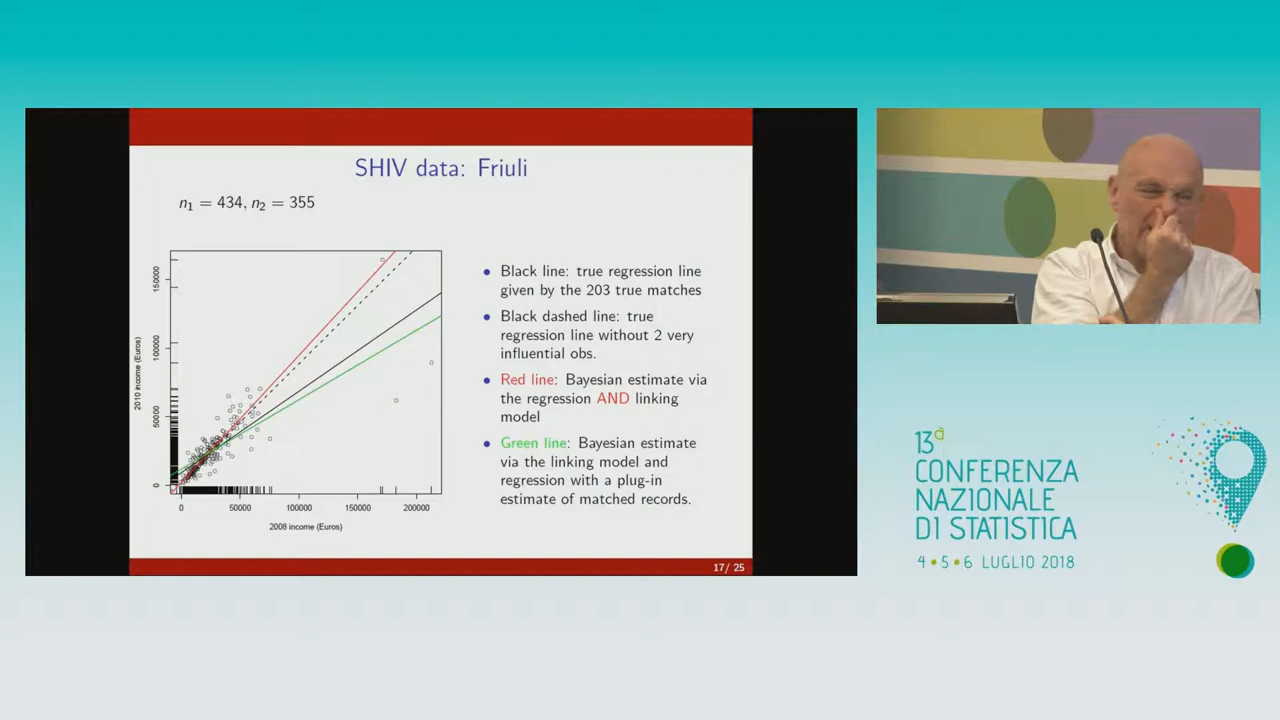 SHIV data: Friuli
n1 = 434, n2 = 355
150000
100000
50000
0
2010 income (Euros)
0
50000
100000
150000
200000
2008 income (Euros)
• Black line: true regression line
given by the 203 true matches
• Black dashed line: true
regression line without 2 very
influential obs.
• Red line: Bayesian estimate via
the regression AND linking
model
• Green line: Bayesian estimate
via the linking model and
regression with a plug-in
estimate of matched records.
17/ 25
13a
CONFERENZA
NAZIONALE
DI STATISTICA
4•5•6 LUGLIO 2018